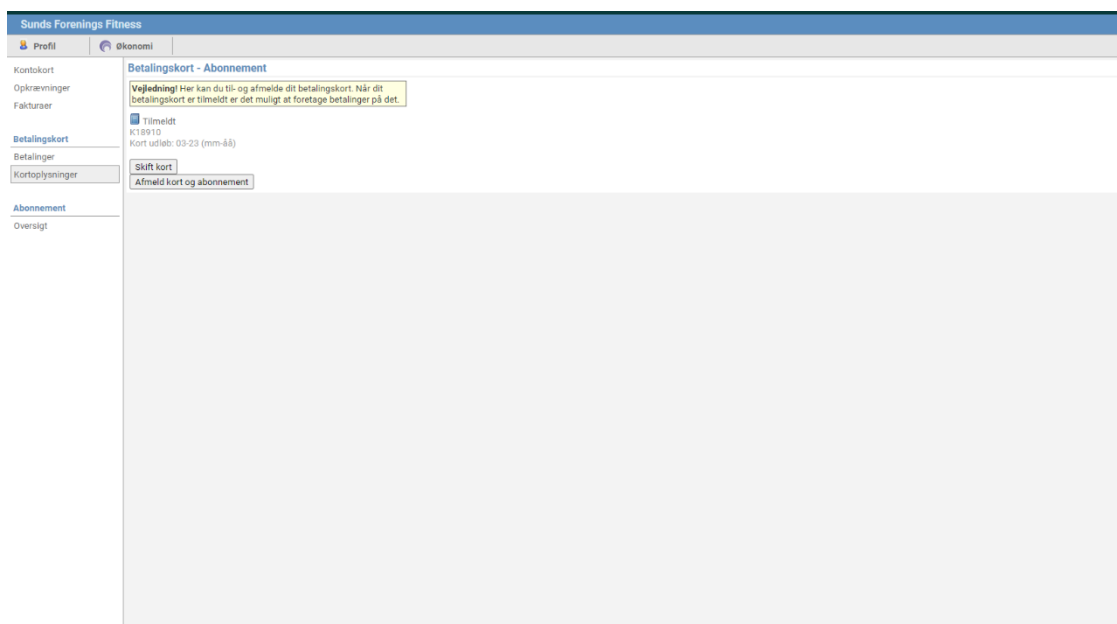 Sunds Forenings Fitness
Profil
Økonomi
Kontokort
Opkrævninger
Fakturaer
Betalingskort
Betalinger
Kortoplysninger
Abonnement
Oversigt
Betalingskort - Abonnement
Vejledning! Her kan du til- og afmelde dit betalingskort. Når dit
betalingskort er tilmeldt er det muligt at foretage betalinger på det.
Tilmeldt
K18910
Kort udløb: 03-23 (mm-åå)
Skift kort
Afmeld kort og abonnement